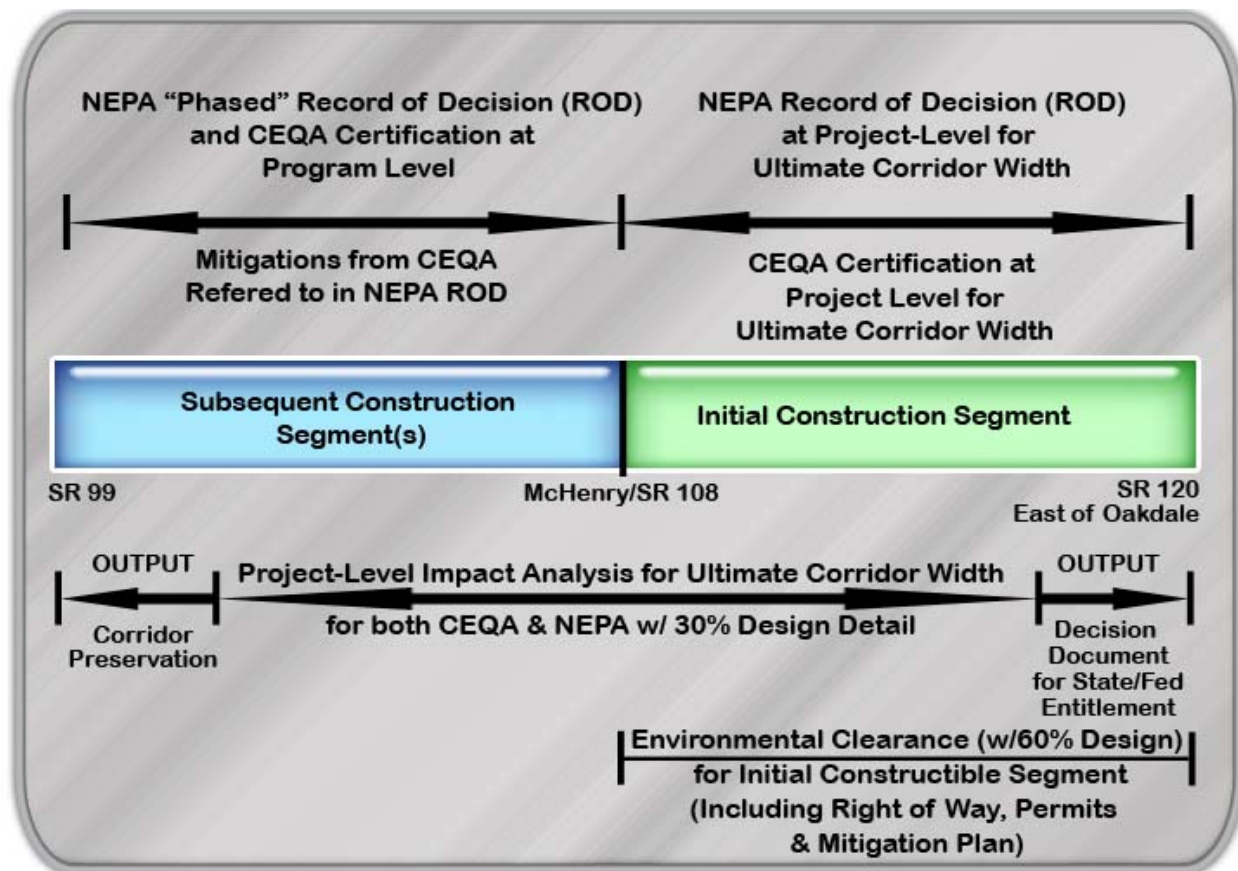 NEPA “Phased” Record of Decision (ROD)
and CEQA Certification at
Program Level
NEPA Record of Decision (ROD)
at Project-Level for
Ultimate Corridor Width
Mitigations from CEQA
Refered to in NEPA ROD
CEQA Certification at
Project Level for
Ultimate Corridor Width
Subsequent Construction
Segment(s)
Initial Construction Segment
SR 99
McHenry/SR 108
SR 120
East of Oakdale
OUTPUT
Corridor
Preservation
Project-Level Impact Analysis for Ultimate Corridor Width
for both CEQA & NEPA w/ 30% Design Detail
OUTPUT
Decision
Document
for State/Fed
Entitlement
Environmental Clearance (w/60% Design)
for Initial Constructible Segment
(Including Right of Way, Permits
& Mitigation Plan)